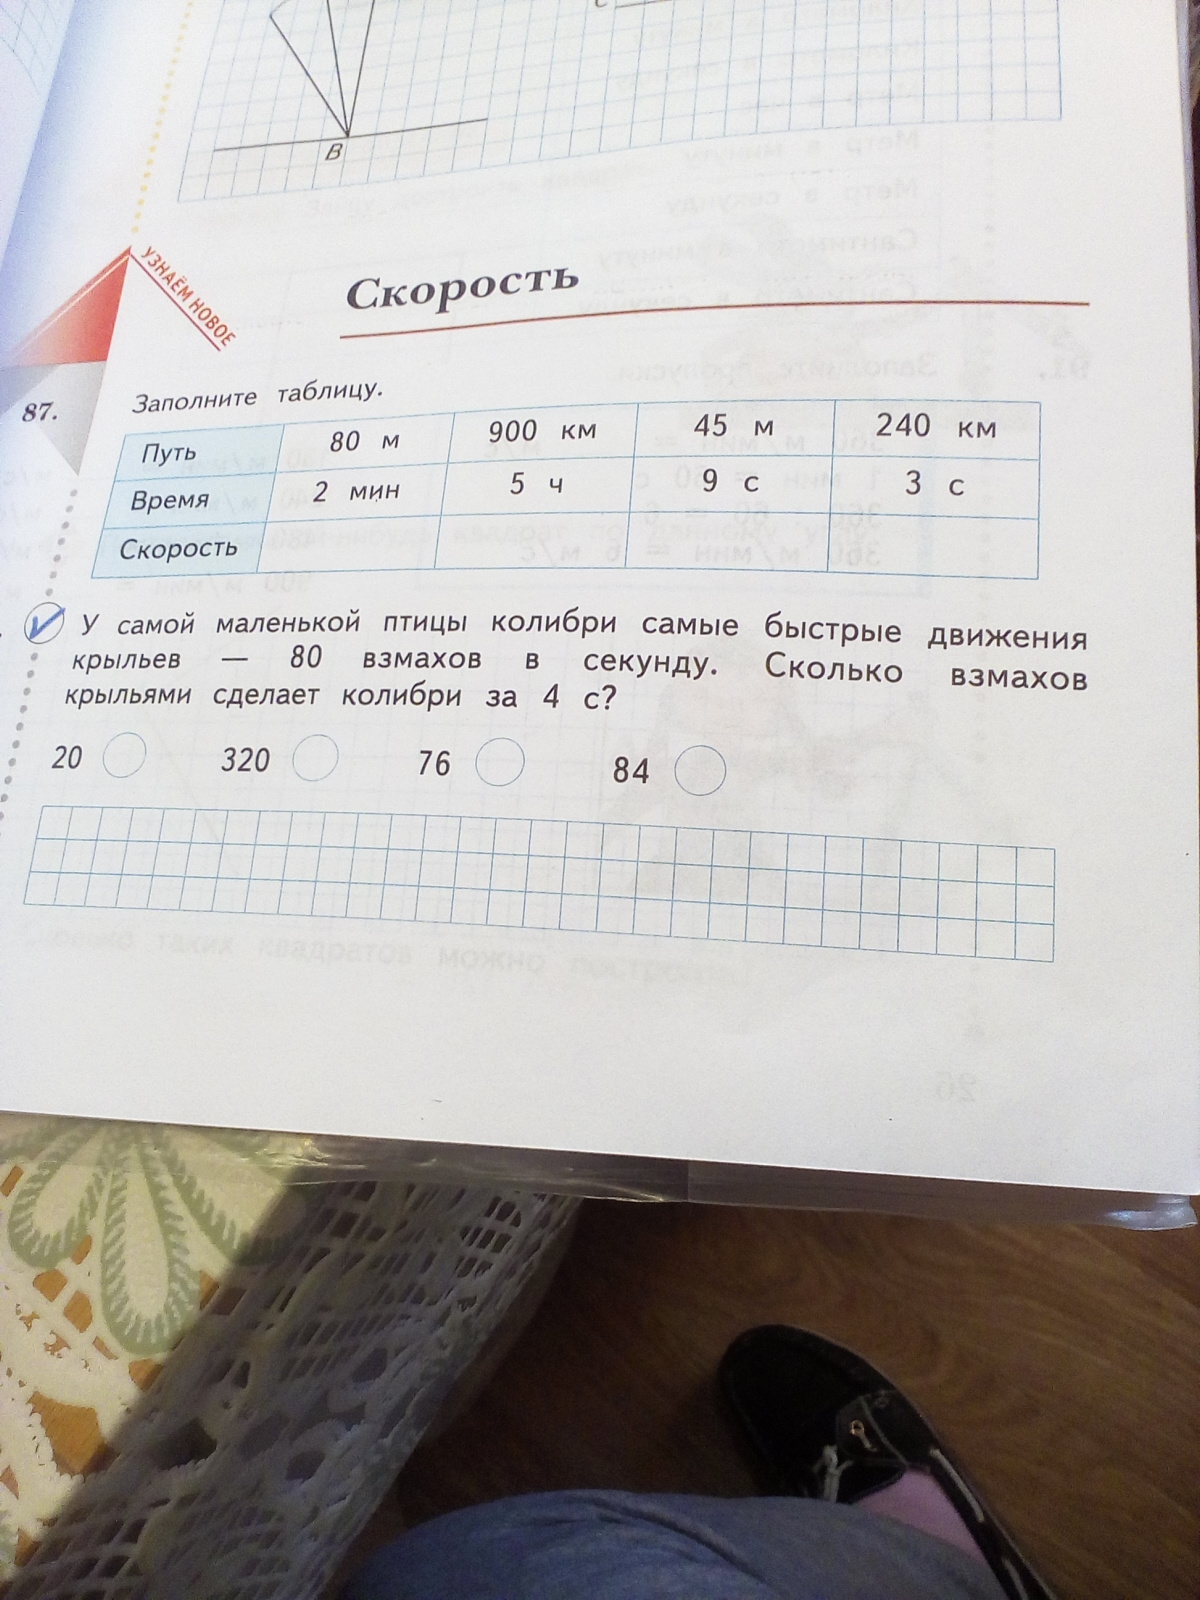 B
УЗНАЁМ НОВОЕ
Скорость
87.
Заполните таблицу.
Путь 80 м 900 км 45 м 240 км
Время 2 мин 5 ч 9 с 3 с
Скорость
У самой маленькой птицы колибри самые быстрые движения
крыльев — 80 взмахов в секунду. Сколько взмахов
крыльями сделает колибри за 4 с?
20 320 76 84